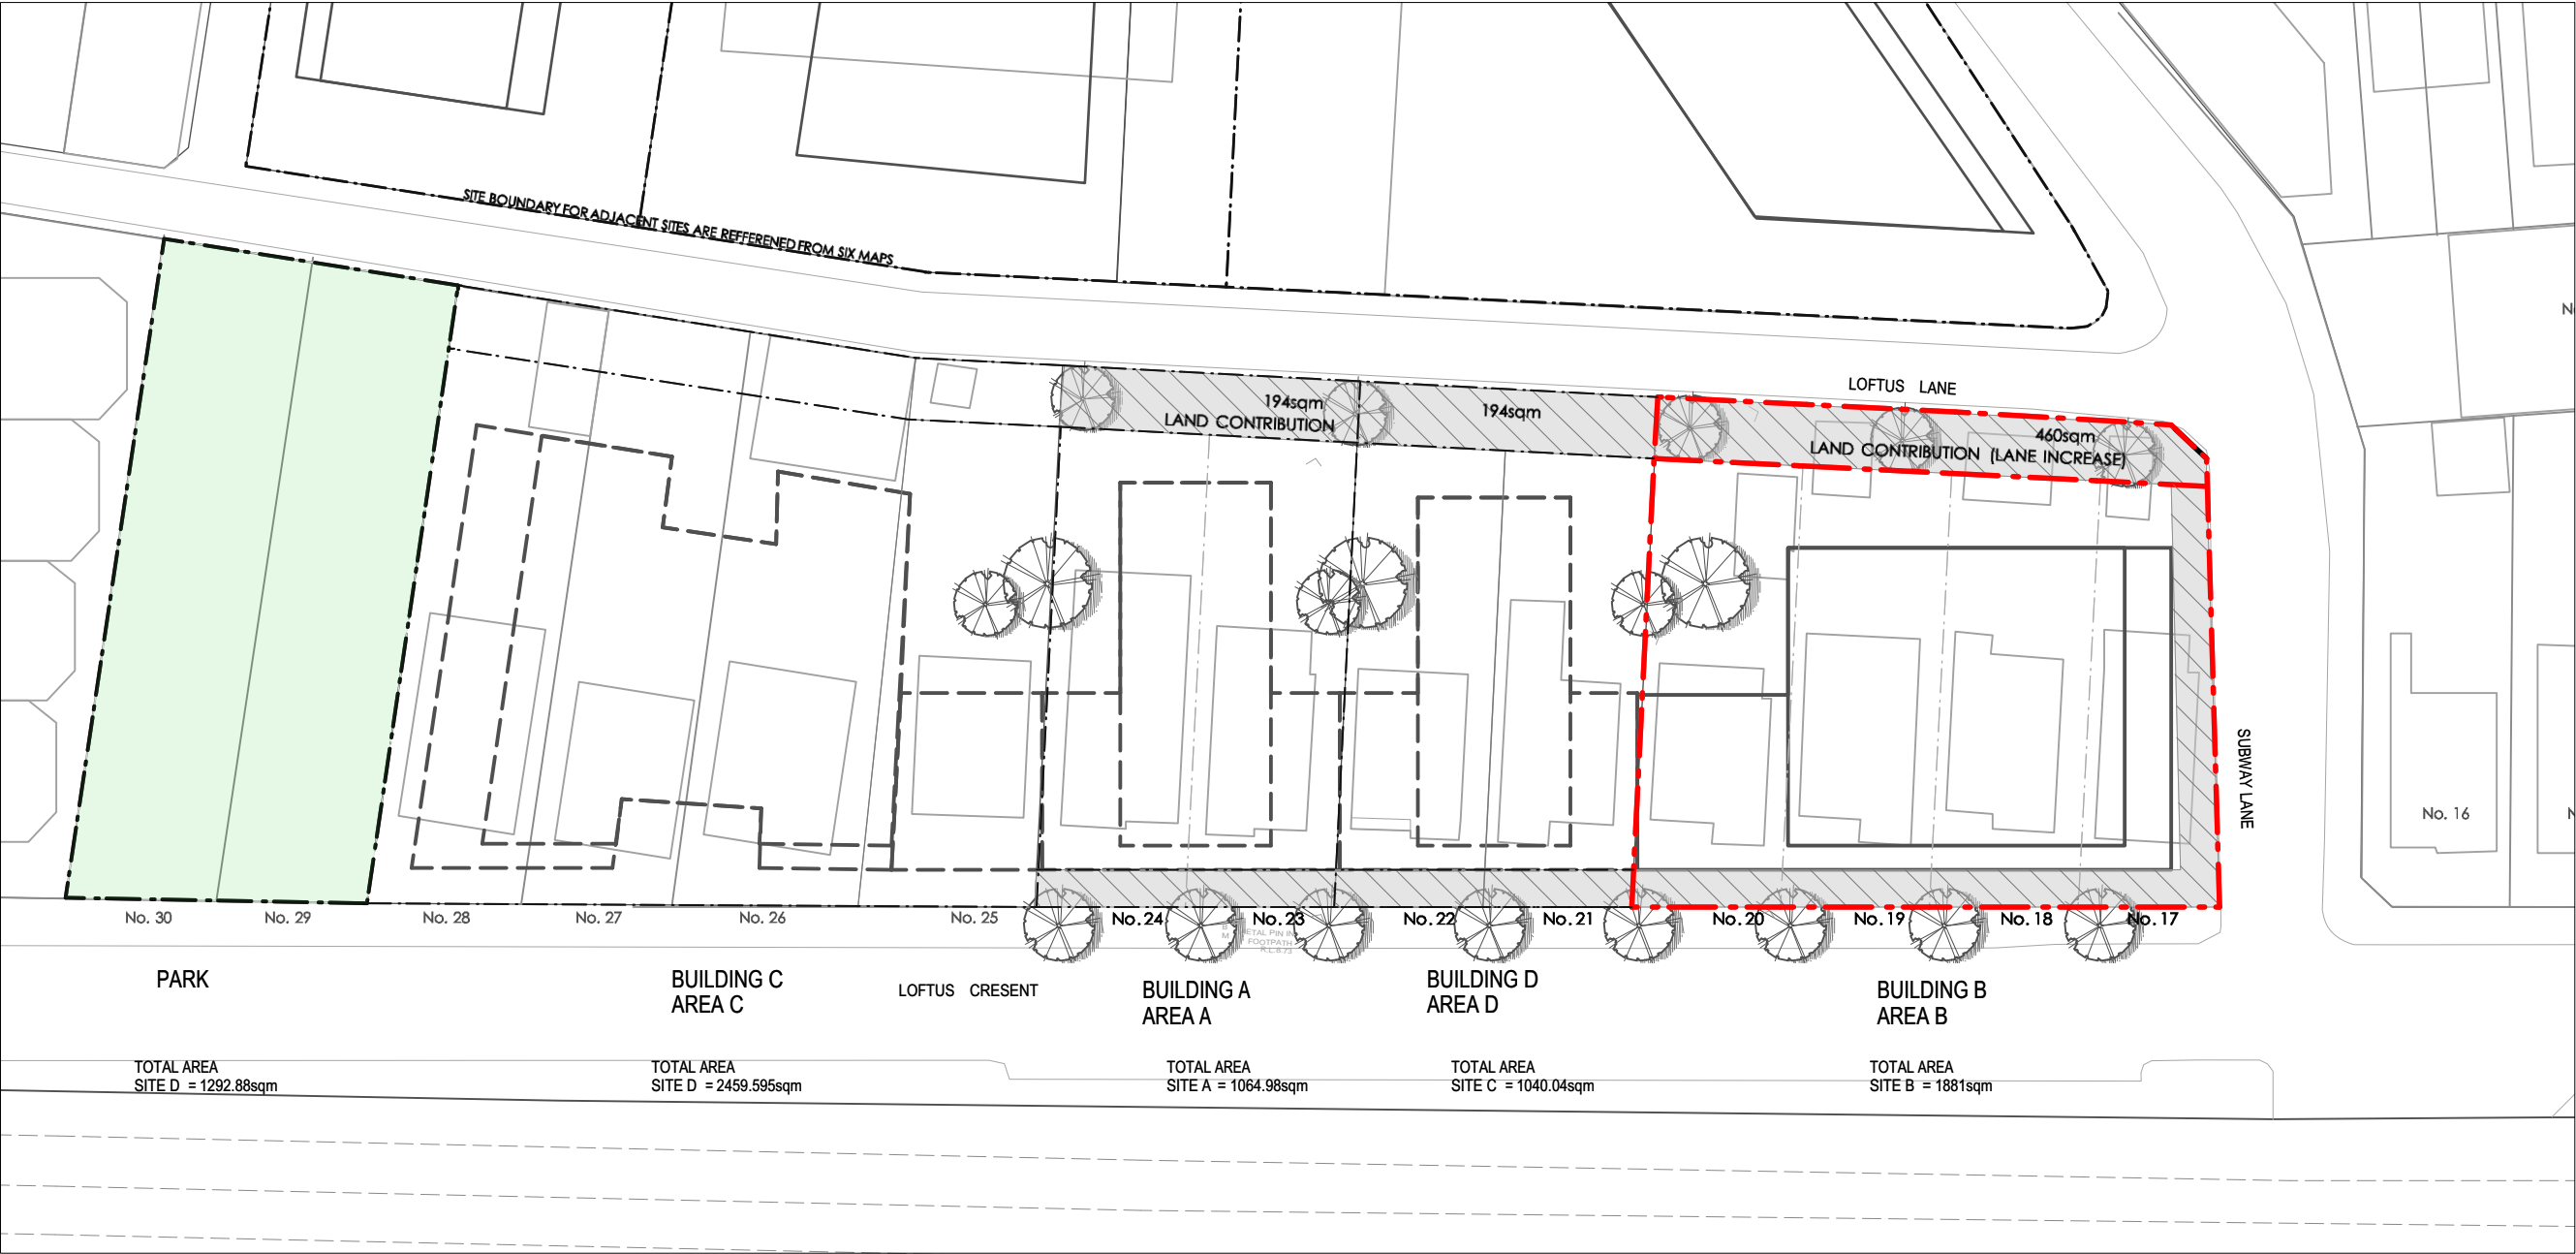 SITE BOUNDARY FOR ADJACENT SITES ARE REFFERENED FROM SIX MAPS
LOFTUS LANE
194sqm
LAND CONTRIBUTION
194sqm
460sqm
LAND CONTRIBUTION (LANE INCREASE)
SUBWAY LANE
No. 16
No. 30
No. 29
No. 28
No. 27
No. 26
No. 25
No. 24
No. 23
No. 22
No. 21
No. 20
No. 19
No. 18
No. 17
FOOTPATH
R.L.8.73
PARK
BUILDING C
AREA C
LOFTUS CRESENT
BUILDING A
AREA A
BUILDING D
AREA D
BUILDING B
AREA B
TOTAL AREA
SITE D = 1292.88sqm
TOTAL AREA
SITE D = 2459.595sqm
TOTAL AREA
SITE A = 1064.98sqm
TOTAL AREA
SITE C = 1040.04sqm
TOTAL AREA
SITE B = 1881sqm